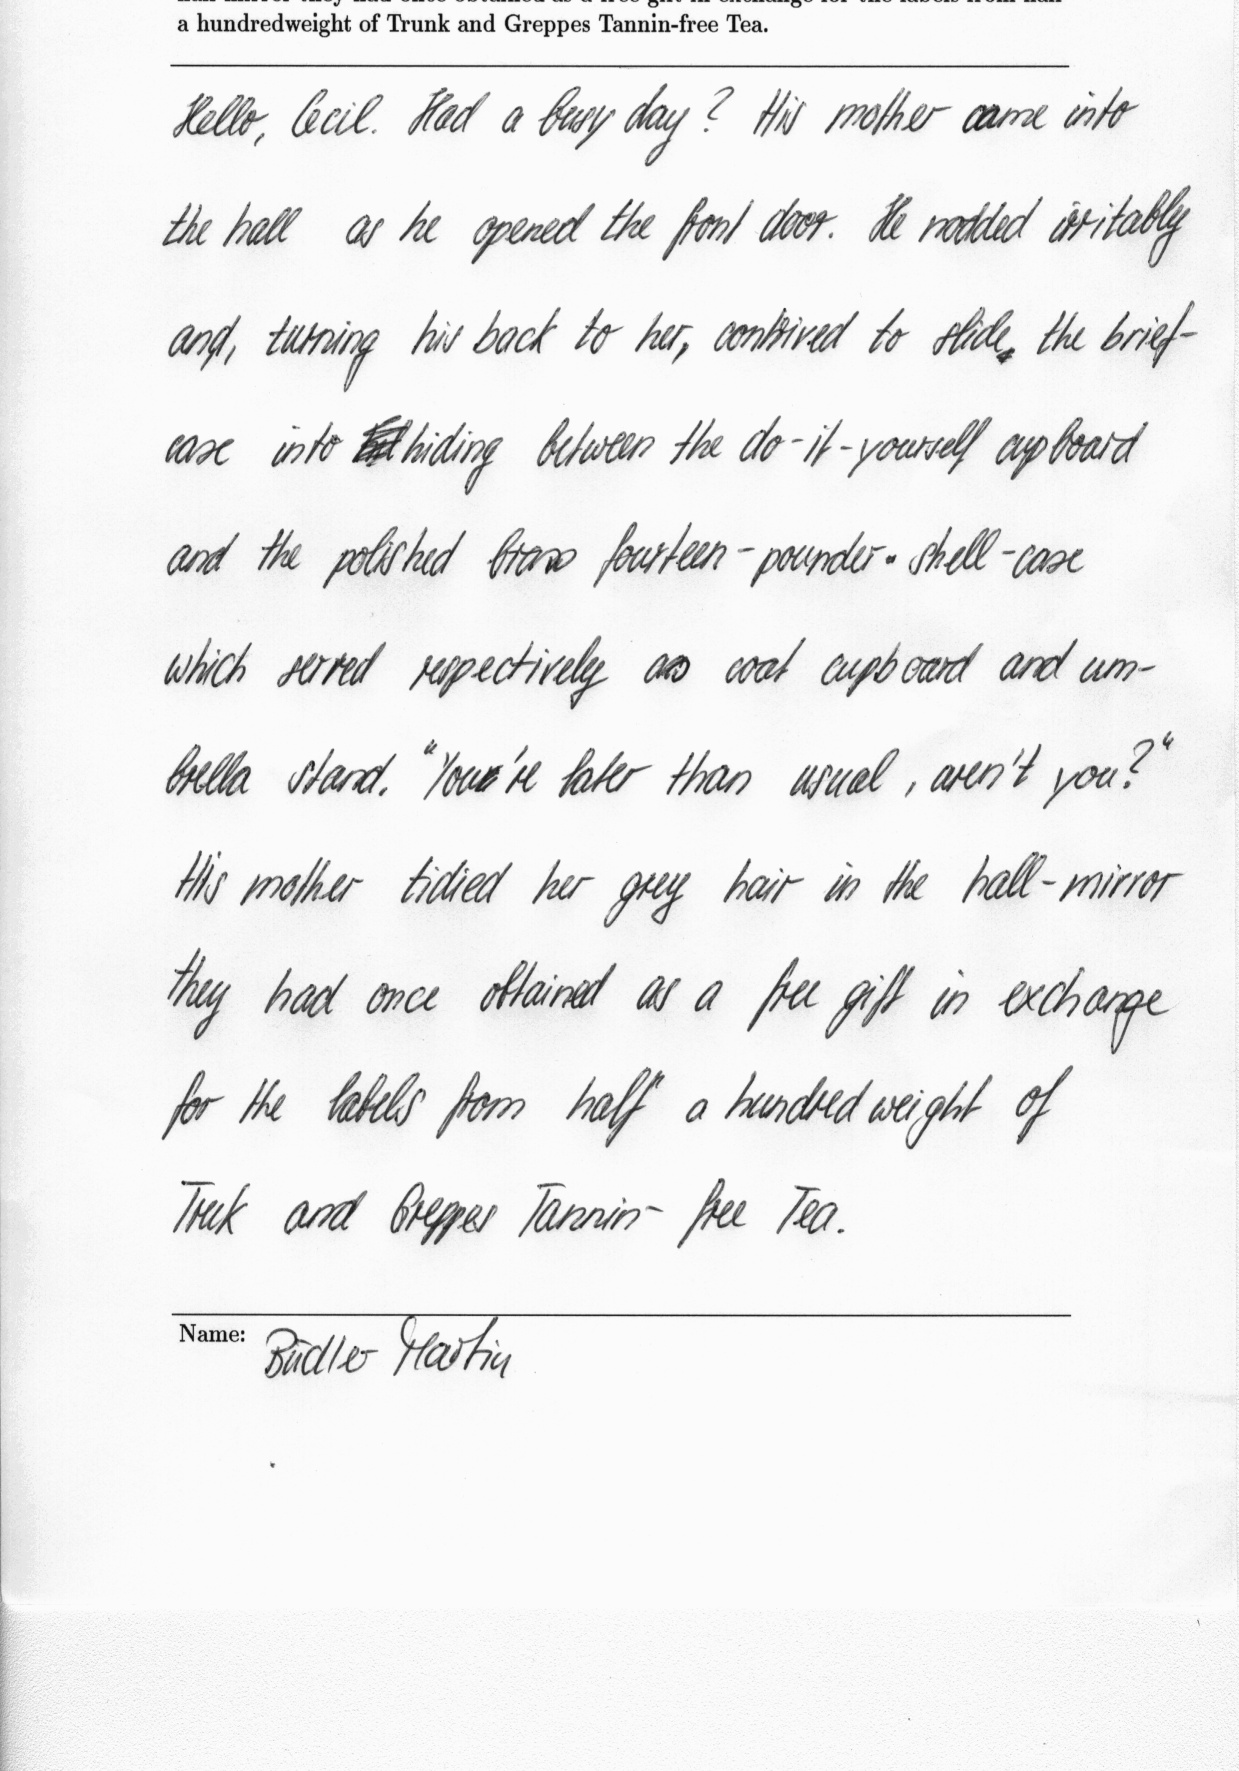 hall mirror they had once obtained as a free gift in exchange for the labels from half
a hundredweight of Trunk and Greppes Tannin-free Tea.
Hello, Cecil. Had a busy day? His mother came into
the hall as he opened the front door. He nodded irritably
and, turning his back to her, contrived to slide the brief-
case into hiding between the do-it-yourself cupboard
and the polished brass fourteen-pounder-shell-case
which served respectively as coat cupboard and um-
brella stand. "You're later than usual, aren't you?"
His mother tidied her grey hair in the hall-mirror
they had once obtained as a free gift in exchange
for the labels from half a hundredweight of
Truk and Greppes Tannin-free Tea.
Name: Büdler Martin